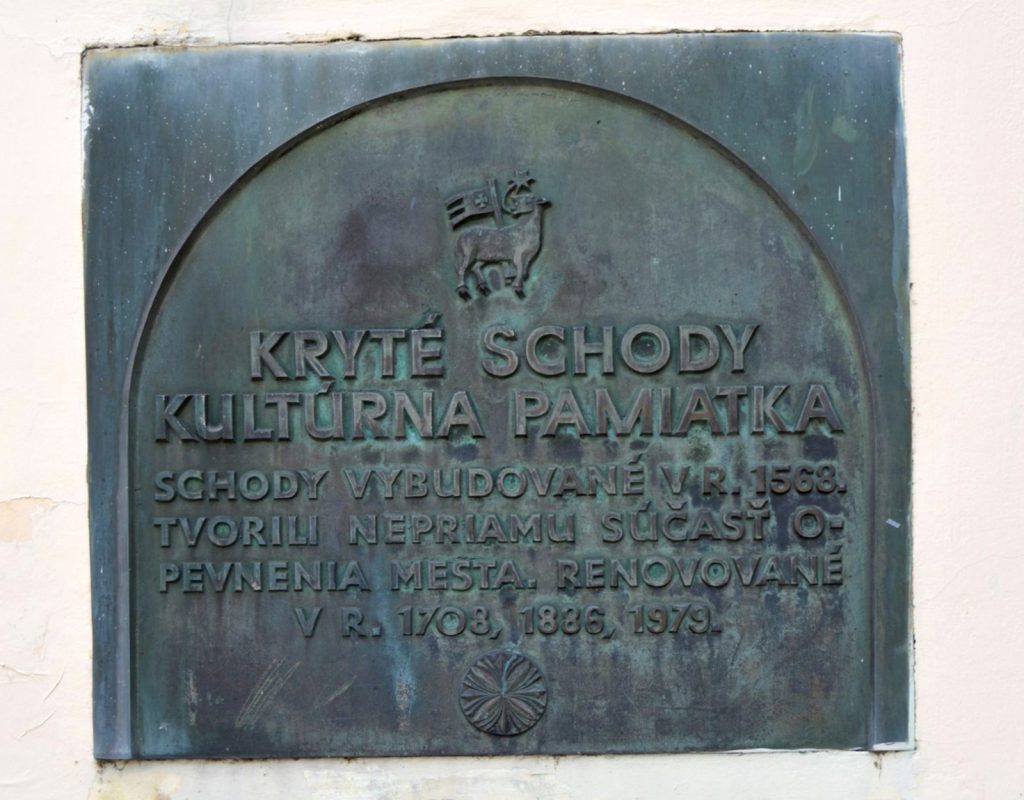 KRYTÉ SCHODY
KULTÚRNA PAMIATKA
SCHODY VYBUDOVANÉ V R. 1568.
TVORILI NEPRIAMU SÚČASŤ O-
PEVNENIA MESTA. RENOVOVANÉ
V R. 1708, 1886, 1979.